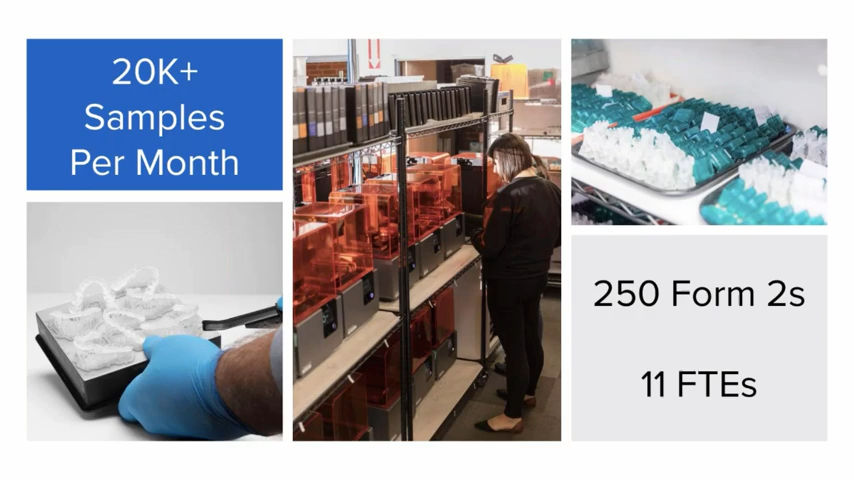 20K+
Samples
Per Month
250 Form 2s
11 FTEs